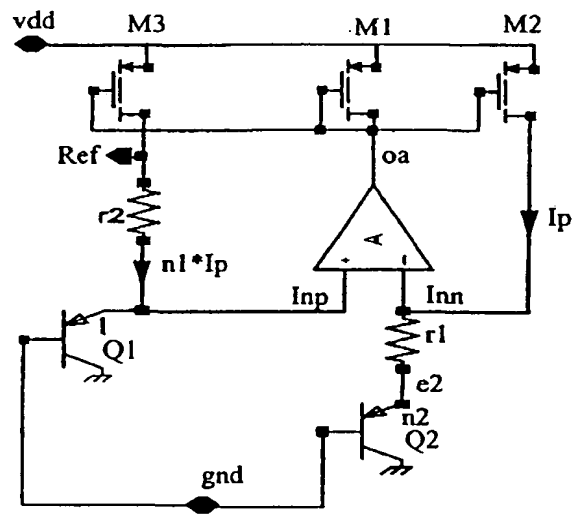 vdd M3 M1 M2
Ref oa
r2 A Ip
n1*Ip + -
Inp Inn
1 r1
Q1 e2
n2
Q2
gnd